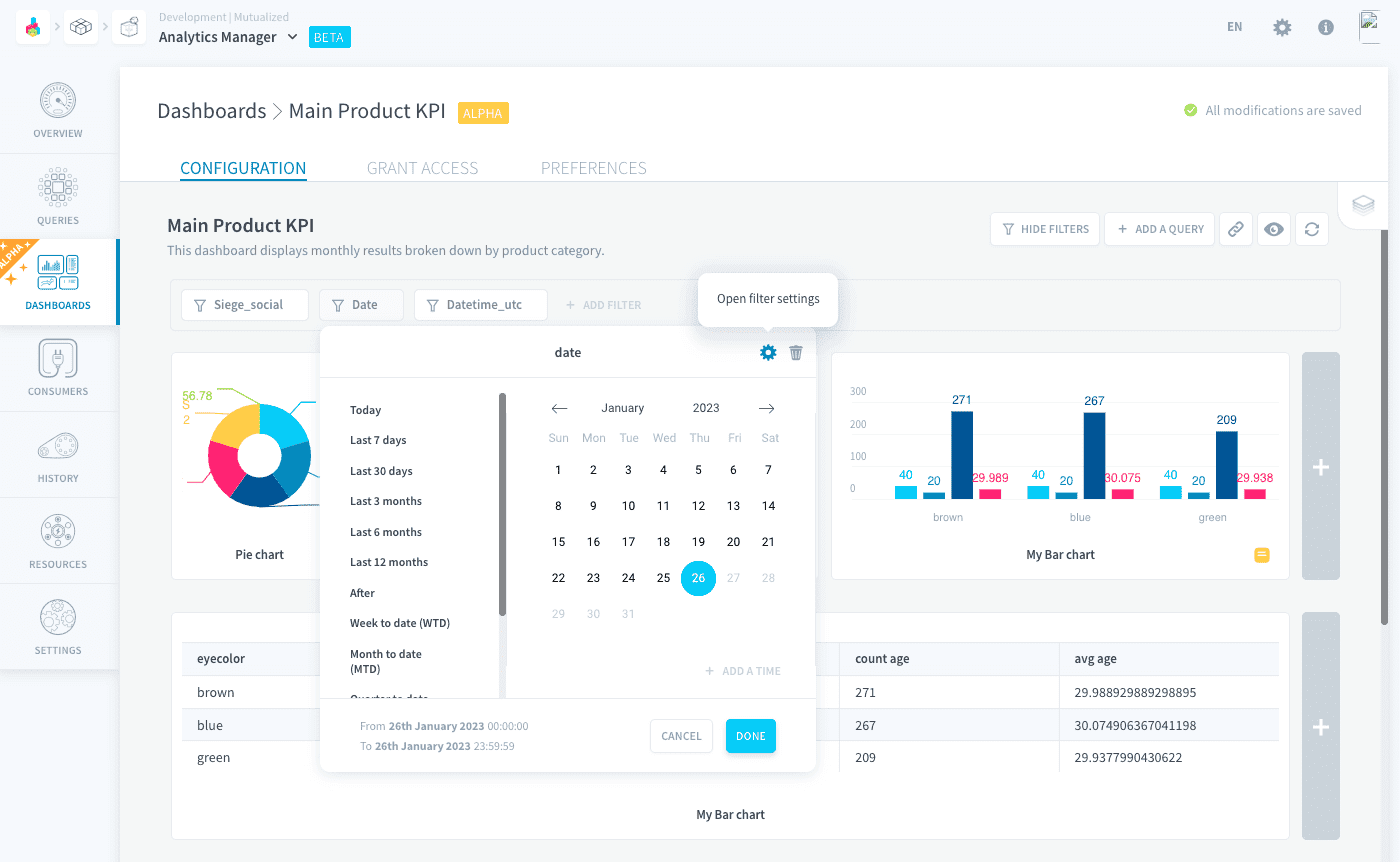 Development | Mutualized
Analytics Manager
BETA
EN
OVERVIEW
QUERIES
ALPHA
DASHBOARDS
CONSUMERS
HISTORY
RESOURCES
SETTINGS
Dashboards > Main Product KPI
ALPHA
All modifications are saved
CONFIGURATION
GRANT ACCESS
PREFERENCES
Main Product KPI
This dashboard displays monthly results broken down by product category.
HIDE FILTERS
+ ADD A QUERY
Siege_social
Date
Datetime_utc
+ ADD FILTER
Open filter settings
date
Today
Last 7 days
Last 30 days
Last 3 months
Last 6 months
Last 12 months
After
Week to date (WTD)
Month to date
(MTD)
Quarter to date
January 2023
Sun Mon Tue Wed Thu Fri Sat
1 2 3 4 5 6 7
8 9 10 11 12 13 14
15 16 17 18 19 20 21
22 23 24 25 26 27 28
29 30 31
+ ADD A TIME
From 26th January 2023 00:00:00
To 26th January 2023 23:59:59
CANCEL
DONE
56.78
S
2
Pie chart
300
200
100
0
40 20 271 29.989
40 20 267 30.075
40 20 209 29.938
brown
blue
green
My Bar chart
+
eyecolor
count age
avg age
brown
271
29.988929889298895
blue
267
30.074906367041198
green
209
29.9377990430622
My Bar chart
+